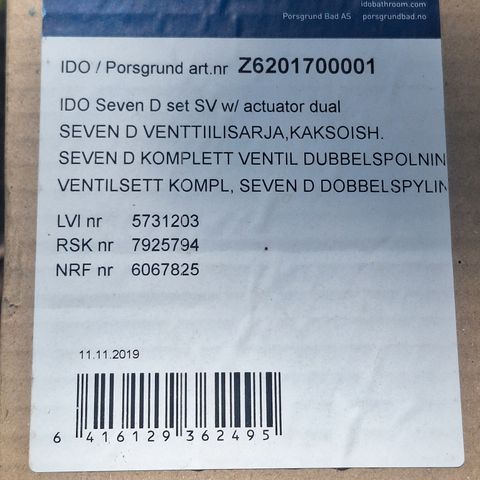 idobathroom.com
Porsgrund Bad AS porsgrundbad.no
IDO / Porsgrund art.nr Z6201700001
IDO Seven D set SV w/ actuator dual
SEVEN D VENTTIILISARJA,KAKSOISH.
SEVEN D KOMPLETT VENTIL DUBBELSPOLNIN
VENTILSETT KOMPL, SEVEN D DOBBELSPYLIN
LVI nr 5731203
RSK nr 7925794
NRF nr 6067825
11.11.2019
6 416129 362495